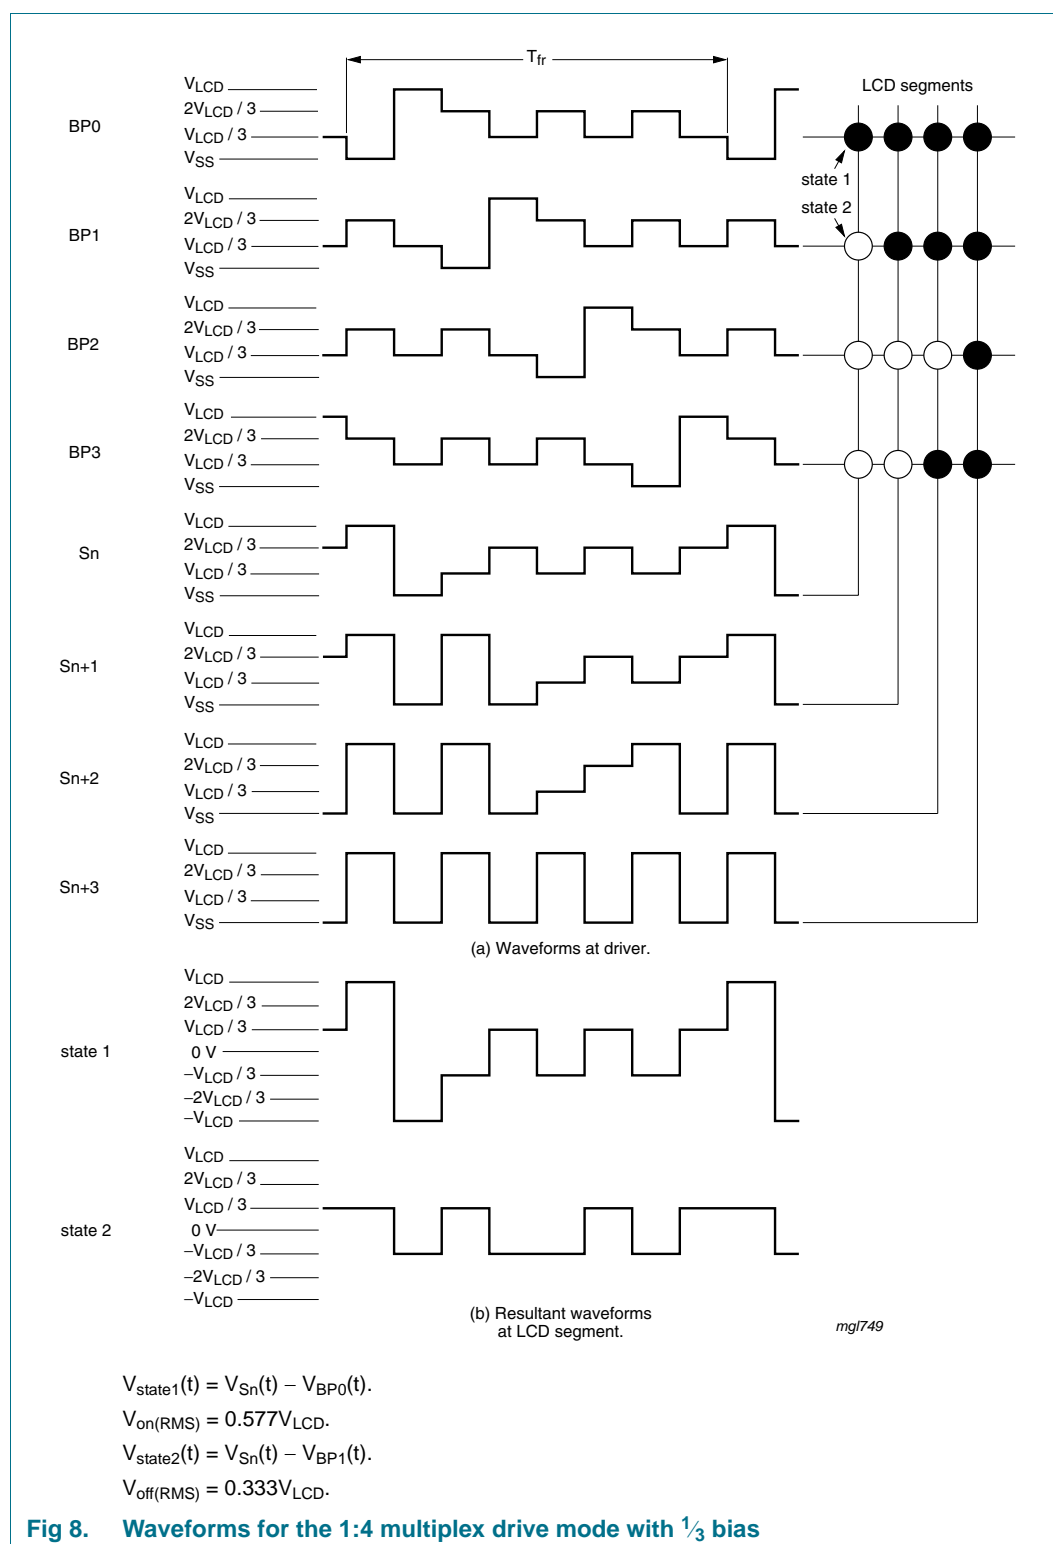 Tfr
LCD segments
BP0
VLCD
2VLCD / 3
VLCD / 3
VSS
state 1
state 2
BP1
VLCD
2VLCD / 3
VLCD / 3
VSS
BP2
VLCD
2VLCD / 3
VLCD / 3
VSS
BP3
VLCD
2VLCD / 3
VLCD / 3
VSS
Sn
VLCD
2VLCD / 3
VLCD / 3
VSS
Sn+1
VLCD
2VLCD / 3
VLCD / 3
VSS
Sn+2
VLCD
2VLCD / 3
VLCD / 3
VSS
Sn+3
VLCD
2VLCD / 3
VLCD / 3
VSS
(a) Waveforms at driver.
state 1
VLCD
2VLCD / 3
VLCD / 3
0 V
−VLCD / 3
−2VLCD / 3
−VLCD
state 2
VLCD
2VLCD / 3
VLCD / 3
0 V
−VLCD / 3
−2VLCD / 3
−VLCD
(b) Resultant waveforms
at LCD segment.
mgl749
Vstate1(t) = VSn(t) − VBP0(t).
Von(RMS) = 0.577VLCD.
Vstate2(t) = VSn(t) − VBP1(t).
Voff(RMS) = 0.333VLCD.
Fig 8. Waveforms for the 1:4 multiplex drive mode with 1⁄3 bias